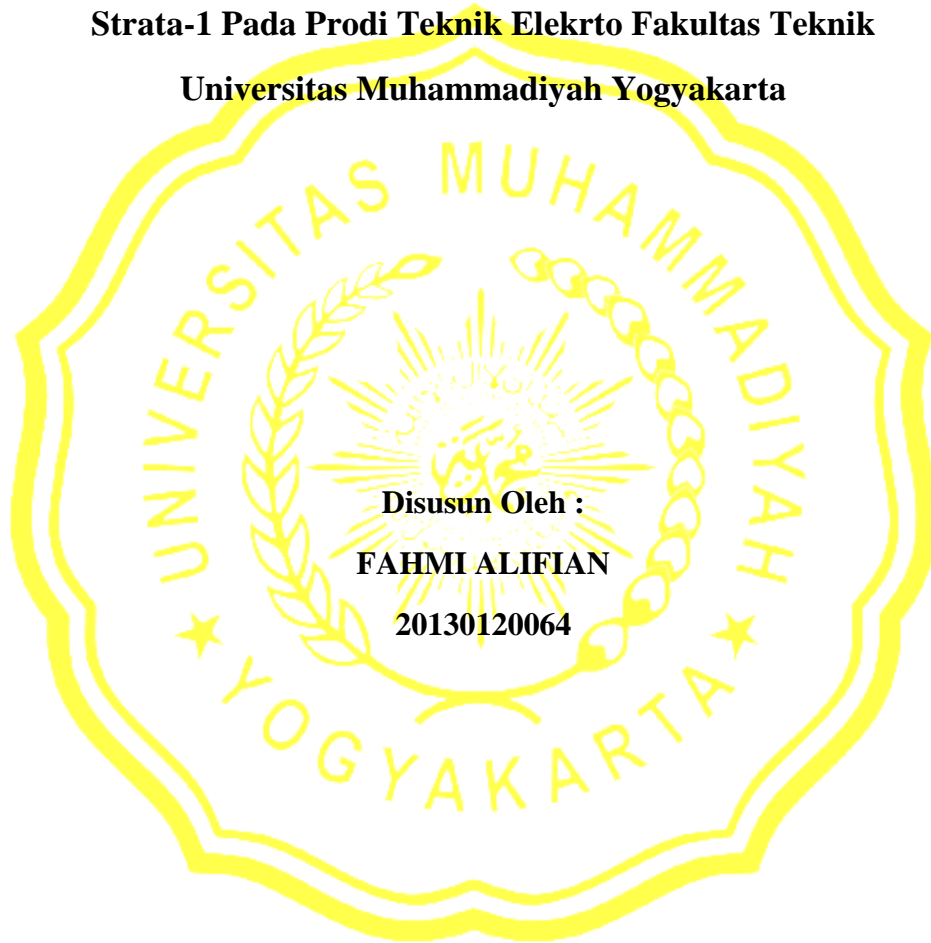 Strata-1 Pada Prodi Teknik Elekrto Fakultas Teknik
Universitas Muhammadiyah Yogyakarta
UNIVERSITAS MUHAMMADIYAH
Disusun Oleh :
FAHMI ALIFIAN
20130120064
★ YOGYAKARTA ★